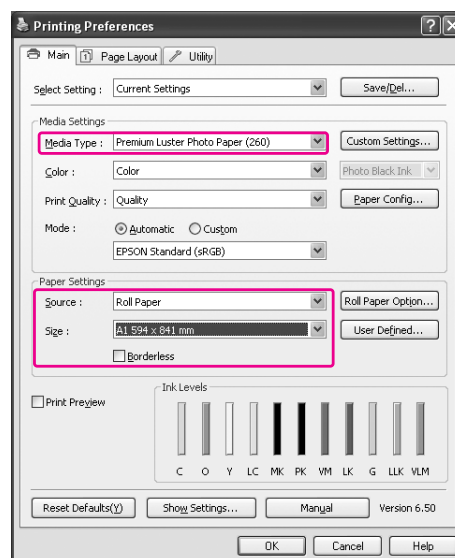 Printing Preferences
Main Page Layout Utility
Select Setting : Current Settings Save/Del...
Media Settings
Media Type : Premium Luster Photo Paper (260) Custom Settings...
Color : Color Photo Black Ink
Print Quality : Quality Paper Config...
Mode : Automatic Custom
EPSON Standard (sRGB)
Paper Settings
Source : Roll Paper Roll Paper Option...
Size : A1 594 x 841 mm User Defined...
Borderless
Print Preview
Ink Levels
C O Y LC MK PK VM LK G LLK VLM
Reset Defaults(Y) Show Settings... Manual Version 6.50
OK Cancel Help